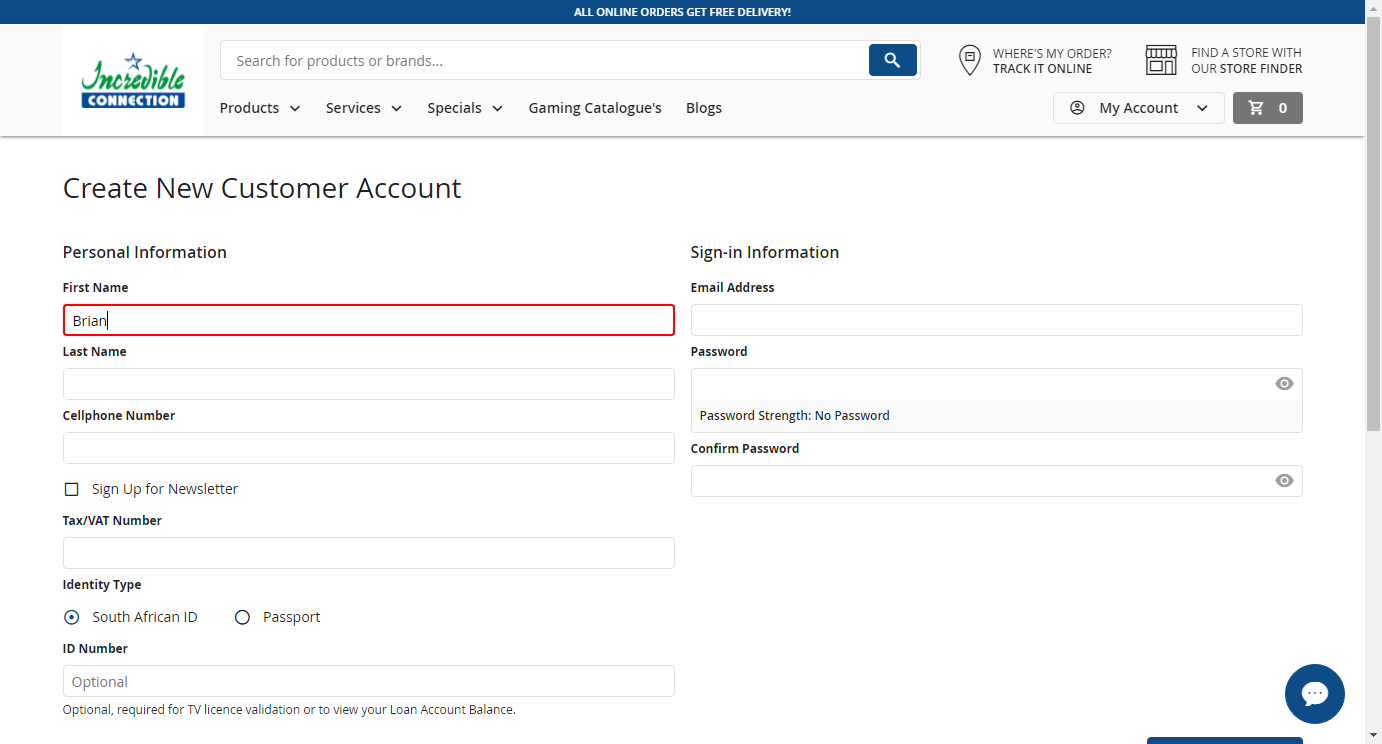 ALL ONLINE ORDERS GET FREE DELIVERY!
Incredible
CONNECTION
Search for products or brands...
WHERE'S MY ORDER?
TRACK IT ONLINE
FIND A STORE WITH
OUR STORE FINDER
Products
Services
Specials
Gaming Catalogue's
Blogs
My Account
0
Create New Customer Account
Personal Information
First Name
Brian
Last Name
Cellphone Number
Sign Up for Newsletter
Tax/VAT Number
Identity Type
South African ID
Passport
ID Number
Optional
Optional, required for TV licence validation or to view your Loan Account Balance.
Sign-in Information
Email Address
Password
Password Strength: No Password
Confirm Password